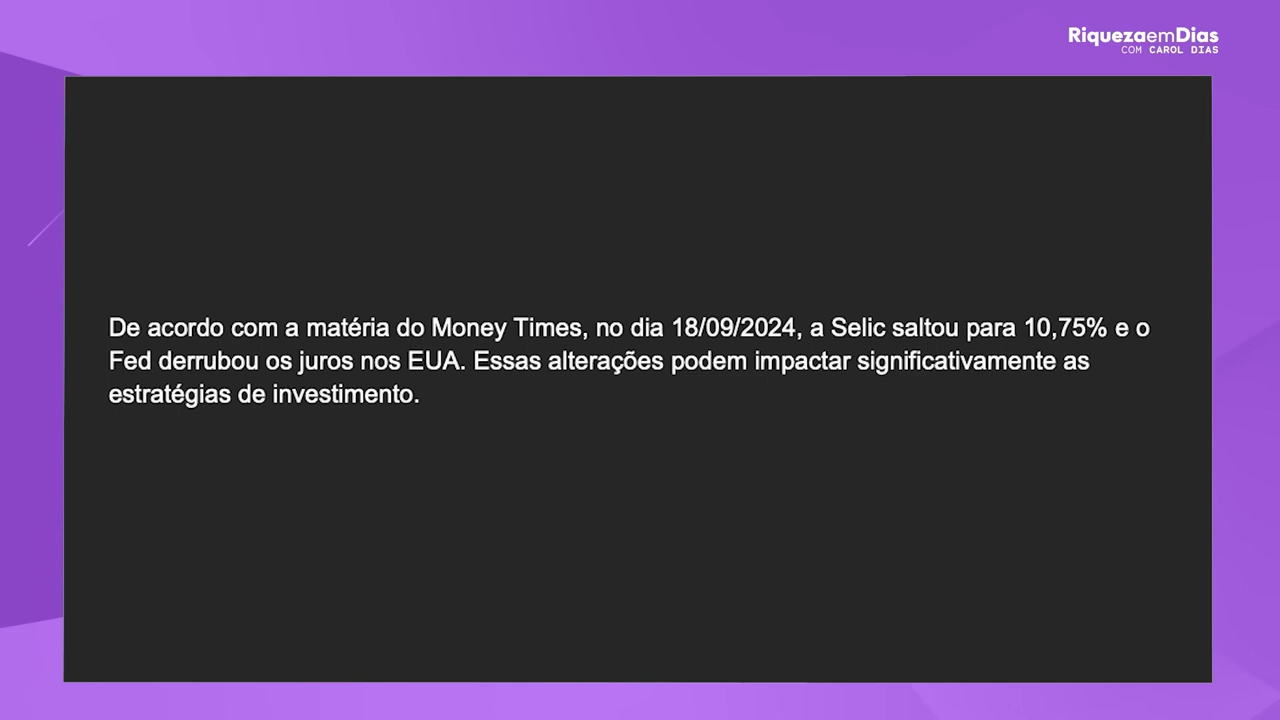 RiquezaemDias
COM CAROL DIAS
De acordo com a matéria do Money Times, no dia 18/09/2024, a Selic saltou para 10,75% e o
Fed derrubou os juros nos EUA. Essas alterações podem impactar significativamente as
estratégias de investimento.